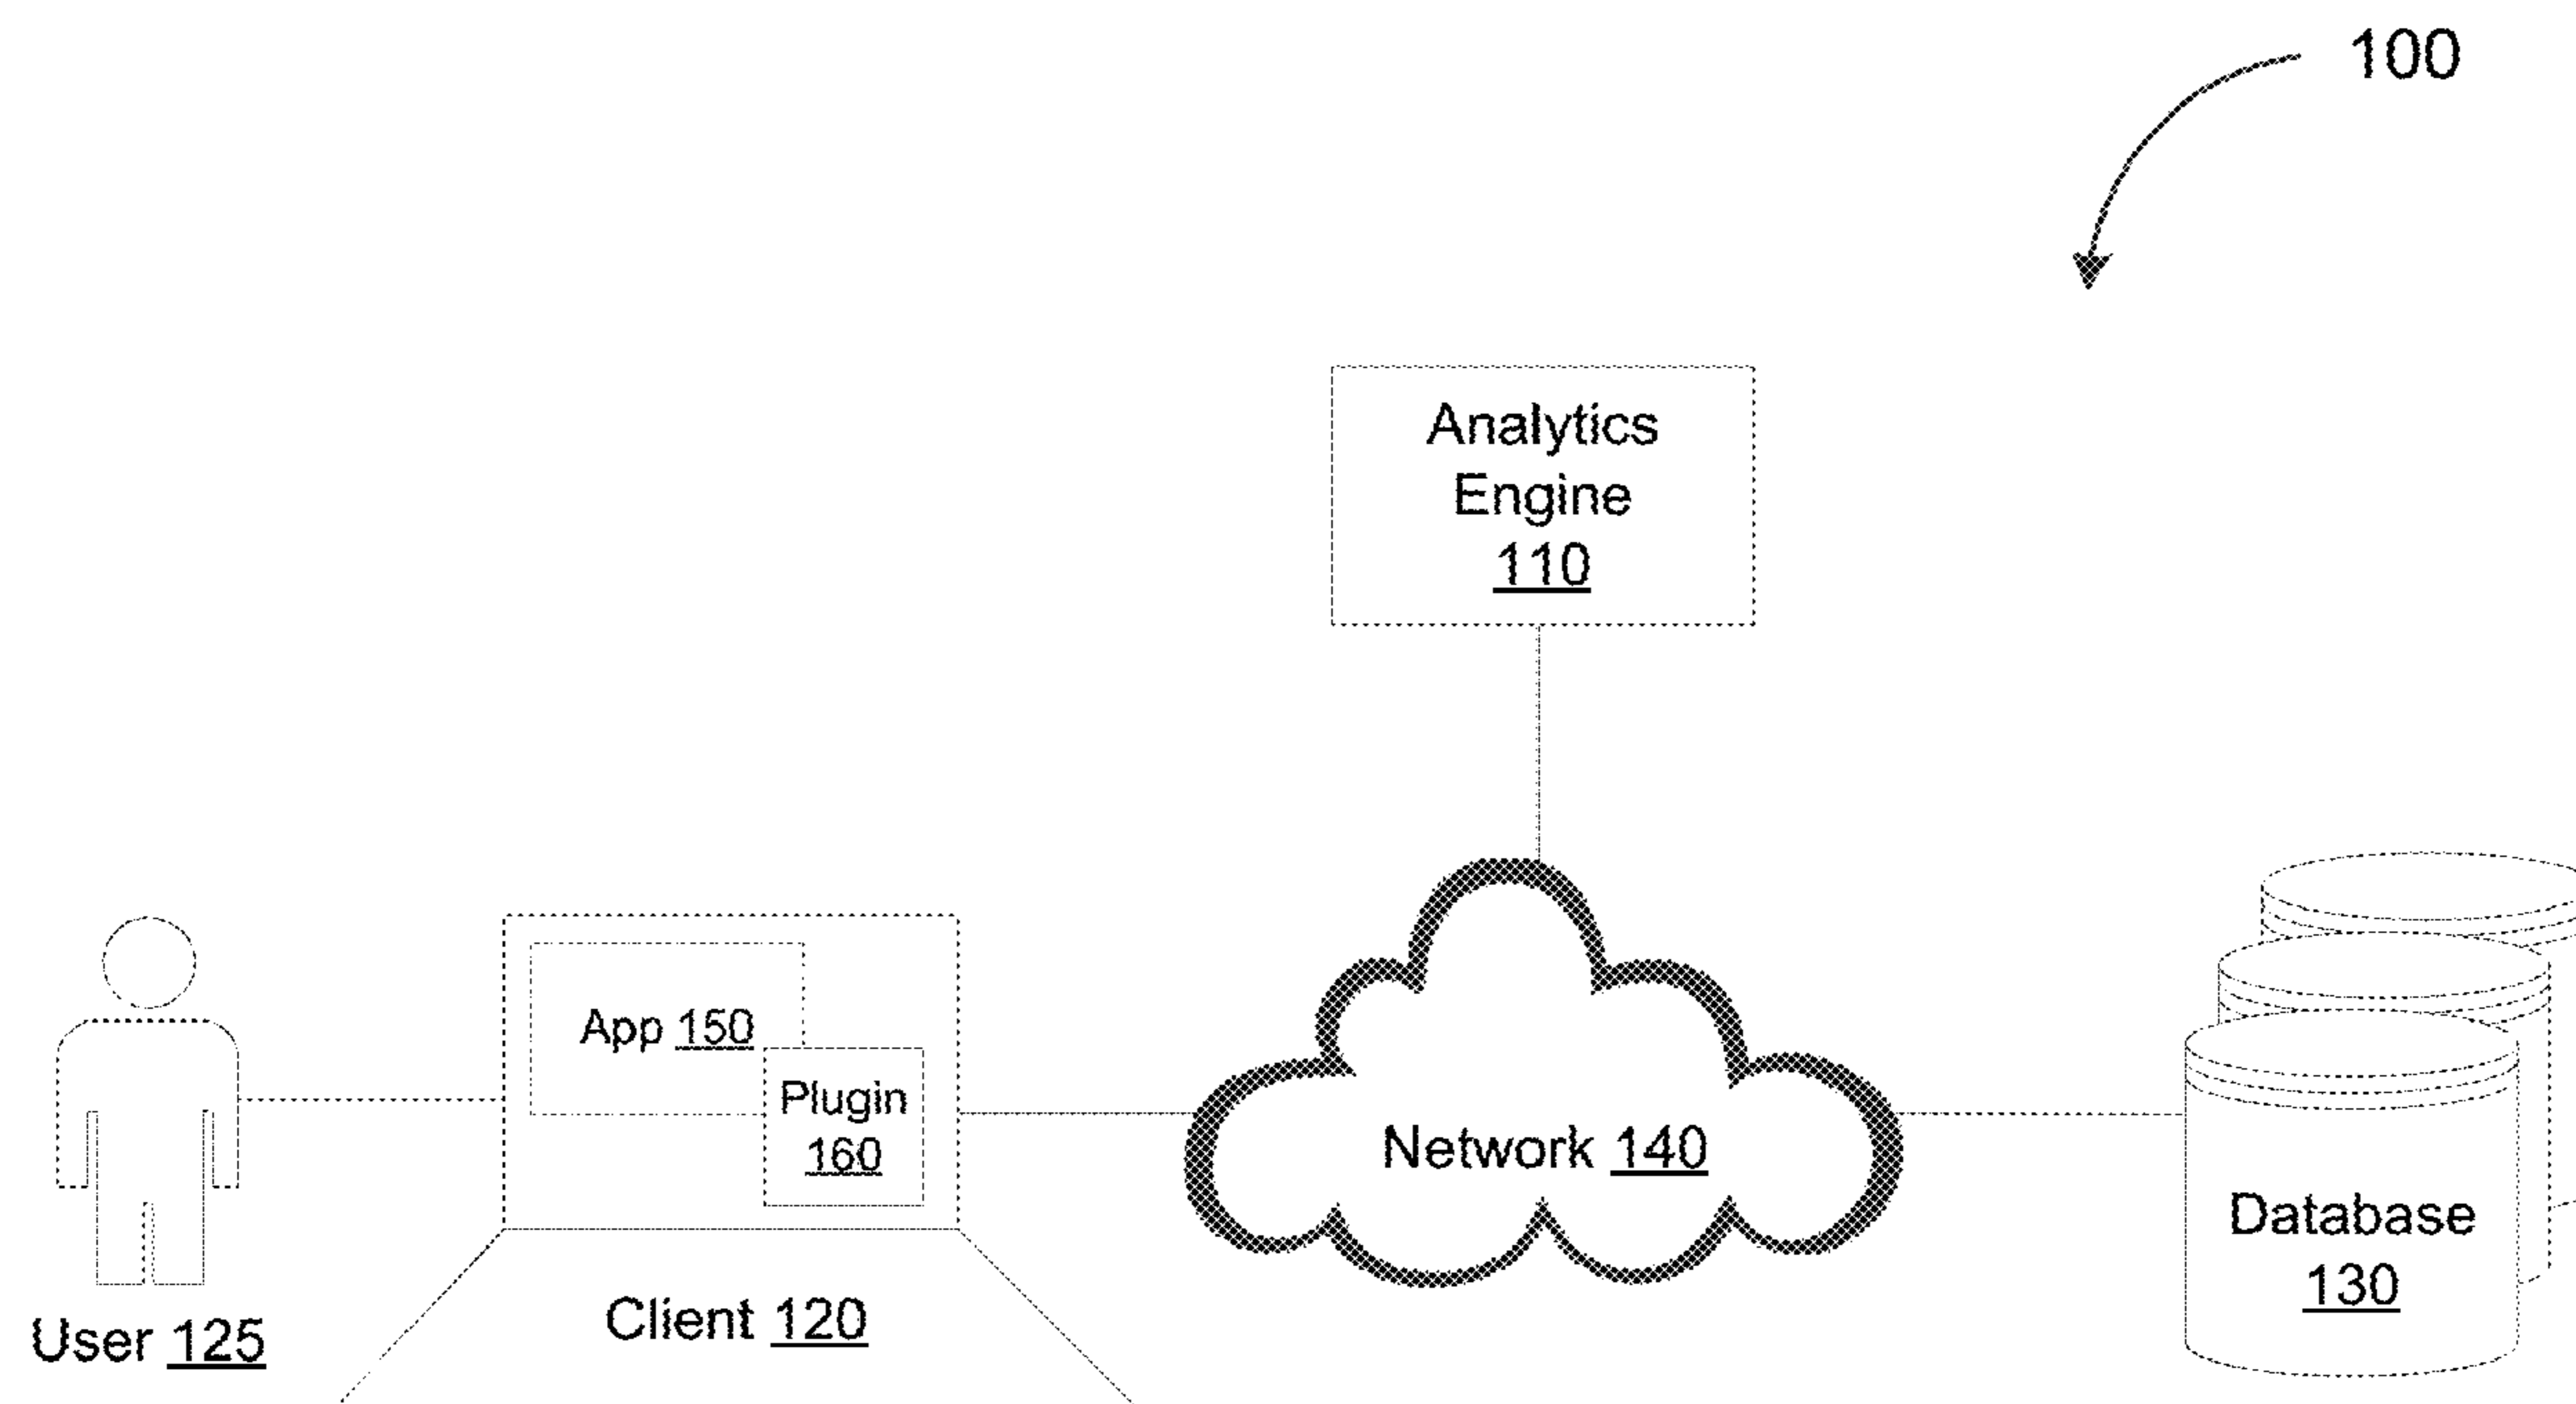 100
Analytics
Engine
110
App 150
Plugin
160
Network 140
Database
130
Client 120
User 125